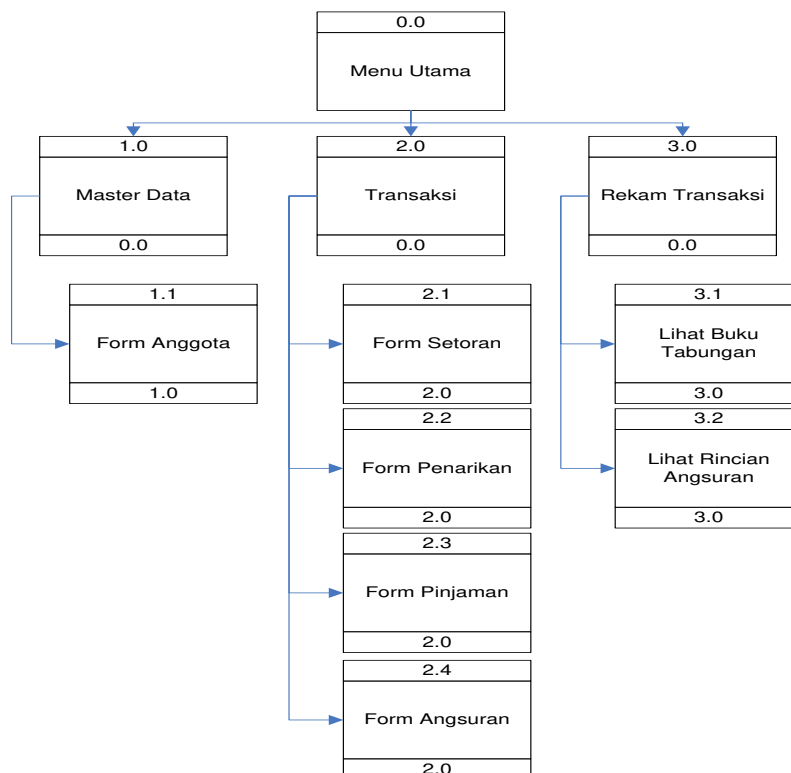 0.0
Menu Utama
1.0
Master Data
0.0
2.0
Transaksi
0.0
3.0
Rekam Transaksi
0.0
1.1
Form Anggota
1.0
2.1
Form Setoran
2.0
2.2
Form Penarikan
2.0
2.3
Form Pinjaman
2.0
2.4
Form Angsuran
2.0
3.1
Lihat Buku
Tabungan
3.0
3.2
Lihat Rincian
Angsuran
3.0